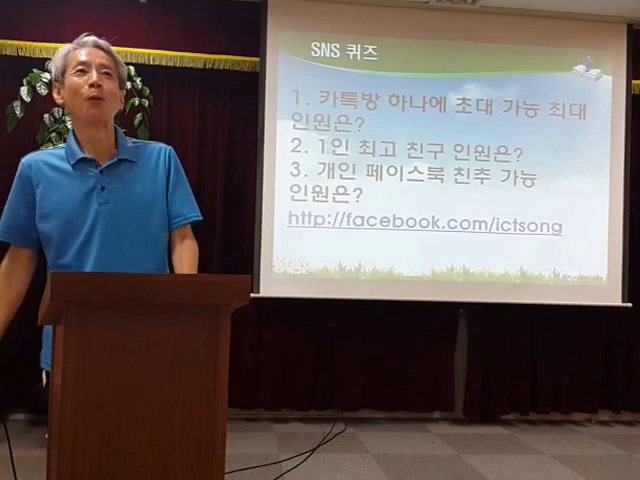 SNS 퀴즈
1. 카톡방 하나에 초대 가능 최대
인원은?
2. 1인 최고 친구 인원은?
3. 개인 페이스북 친추 가능
인원은?
http://facebook.com/ictsong